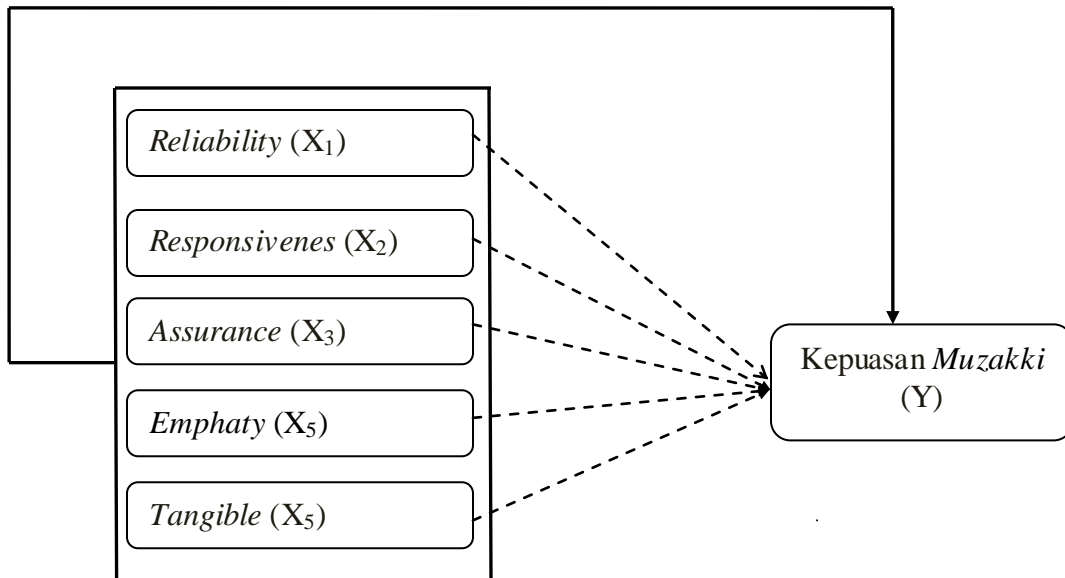 Reliability (X₁)
Responsivenes (X₂)
Assurance (X₃)
Emphaty (X₅)
Tangible (X₅)
Kepuasan Muzakki
(Y)